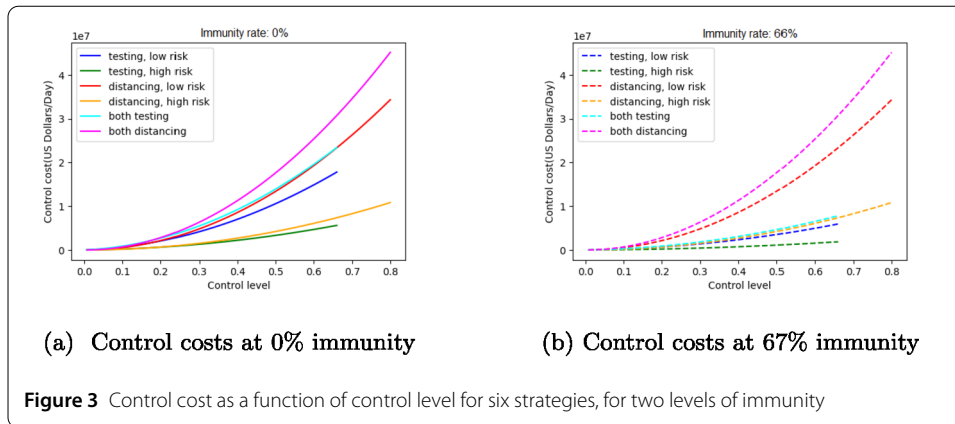 Immunity rate: 0%
1e7
testing, low risk
testing, high risk
distancing, low risk
distancing, high risk
both testing
both distancing
Control cost(US Dollars/Day)
4
3
2
1
0
0.0 0.1 0.2 0.3 0.4 0.5 0.6 0.7 0.8
Control level
(a) Control costs at 0% immunity
Immunity rate: 66%
1e7
testing, low risk
testing, high risk
distancing, low risk
distancing, high risk
both testing
both distancing
Control cost(US Dollars/Day)
4
3
2
1
0
0.0 0.1 0.2 0.3 0.4 0.5 0.6 0.7 0.8
Control level
(b) Control costs at 67% immunity
Figure 3 Control cost as a function of control level for six strategies, for two levels of immunity